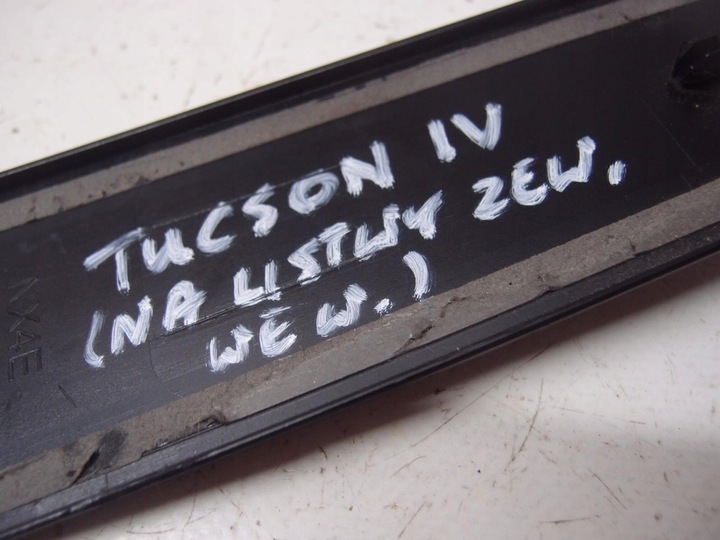 TUCSON IV
(NA LISTWY ZEW.
WEW.)
NX4E